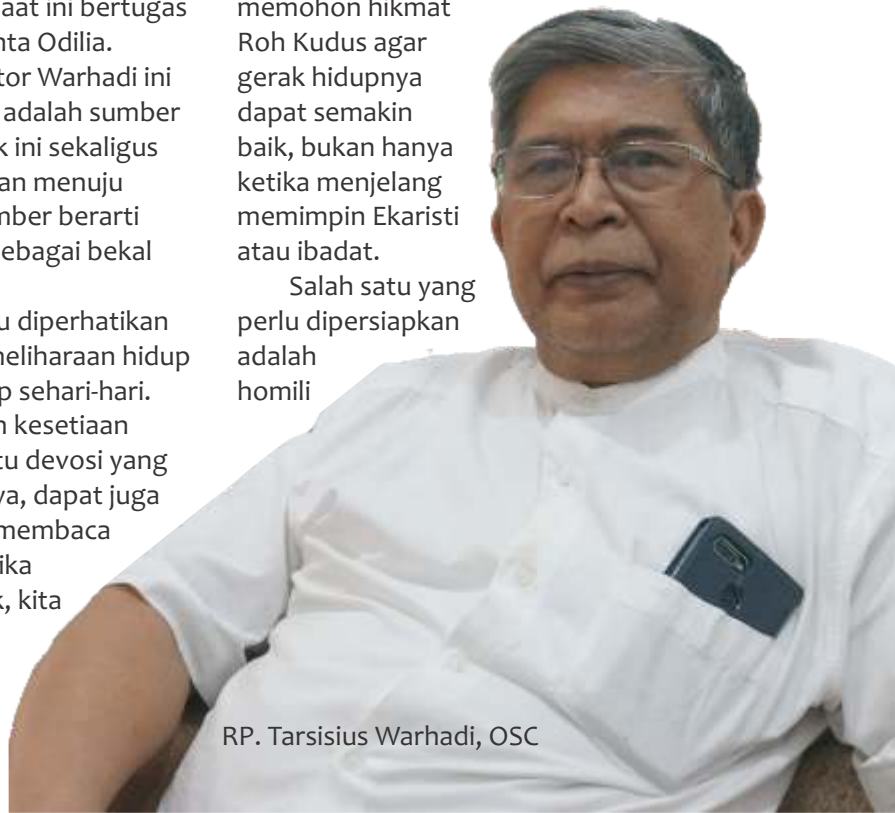 aat ini bertugas
nta Odilia.
tor Warhadi ini
adalah sumber
k ini sekaligus
an menuju
mber berarti
ebagai bekal
u diperhatikan
neliharaan hidup
p sehari-hari.
n kesetiaan
tu devosi yang
ya, dapat juga
membaca
ika
k, kita
memohon hikmat
Roh Kudus agar
gerak hidupnya
dapat semakin
baik, bukan hanya
ketika menjelang
memimpin Ekaristi
atau ibadat.
Salah satu yang
perlu dipersiapkan
adalah
homili
RP. Tarsisius Warhadi, OSC